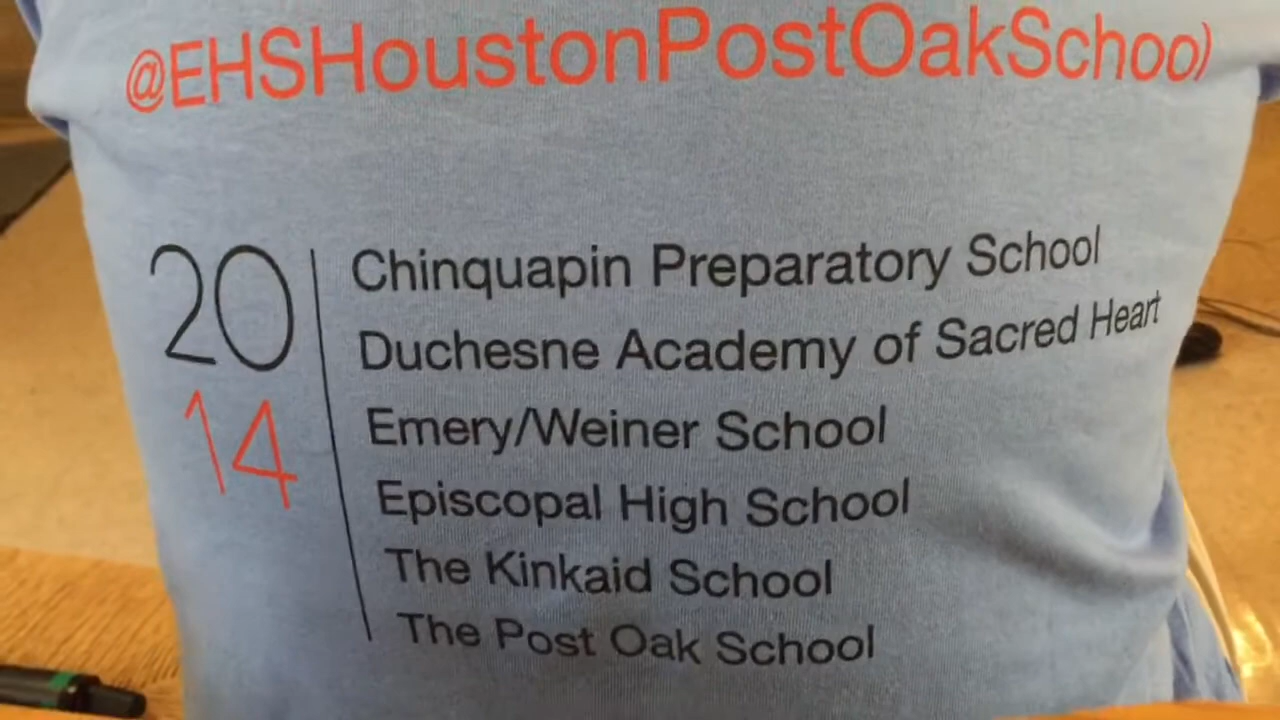 @EHSHoustonPostOakSchool
20
14
Chinquapin Preparatory School
Duchesne Academy of Sacred Heart
Emery/Weiner School
Episcopal High School
The Kinkaid School
The Post Oak School